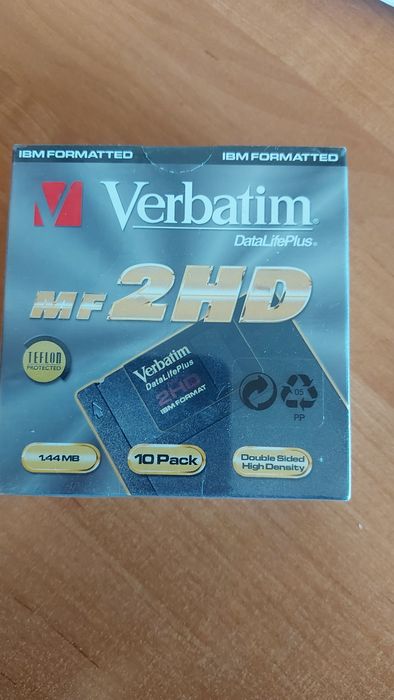 IBM FORMATTED IBM FORMATTED
Verbatim®
DataLifePlus®
MF 2HD
TEFLON
PROTECTED
Verbatim
DataLifePlus
2HD
IBM FORMAT
05
PP
1.44 MB
10 Pack
Double Sided
High Density